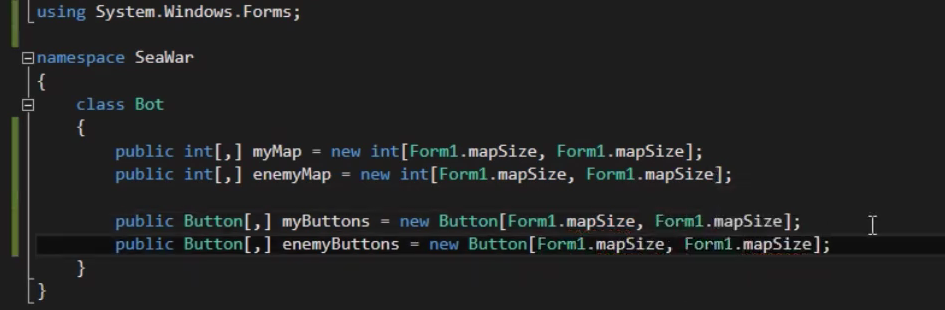 using System.Windows.Forms;
namespace SeaWar
{
class Bot
{
public int[,] myMap = new int[Form1.mapSize, Form1.mapSize];
public int[,] enemyMap = new int[Form1.mapSize, Form1.mapSize];
public Button[,] myButtons = new Button[Form1.mapSize, Form1.mapSize];
public Button[,] enemyButtons = new Button[Form1.mapSize, Form1.mapSize];
}
}